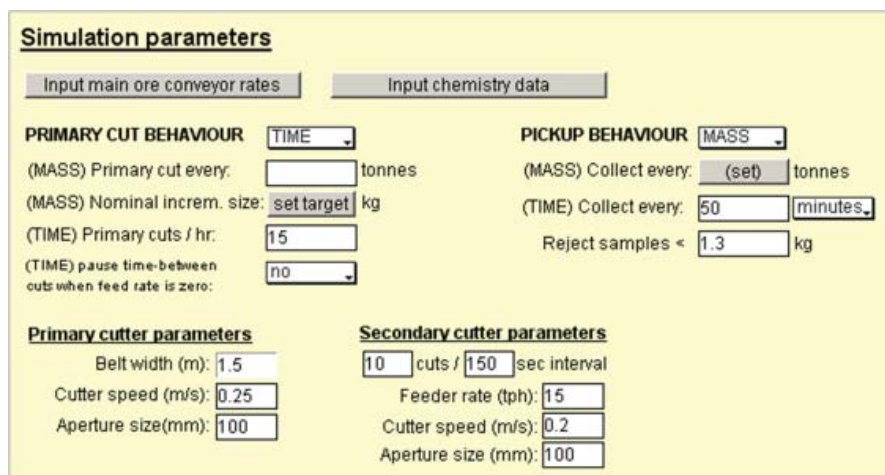 Simulation parameters
Input main ore conveyor rates
Input chemistry data
PRIMARY CUT BEHAVIOUR TIME
(MASS) Primary cut every: tonnes
(MASS) Nominal increm. size: set target kg
(TIME) Primary cuts / hr: 15
(TIME) pause time-between
cuts when feed rate is zero: no
PICKUP BEHAVIOUR MASS
(MASS) Collect every: (set) tonnes
(TIME) Collect every: 50 minutes
Reject samples < 1.3 kg
Primary cutter parameters
Belt width (m): 1.5
Cutter speed (m/s): 0.25
Aperture size(mm): 100
Secondary cutter parameters
10 cuts / 150 sec interval
Feeder rate (tph): 15
Cutter speed (m/s): 0.2
Aperture size (mm): 100